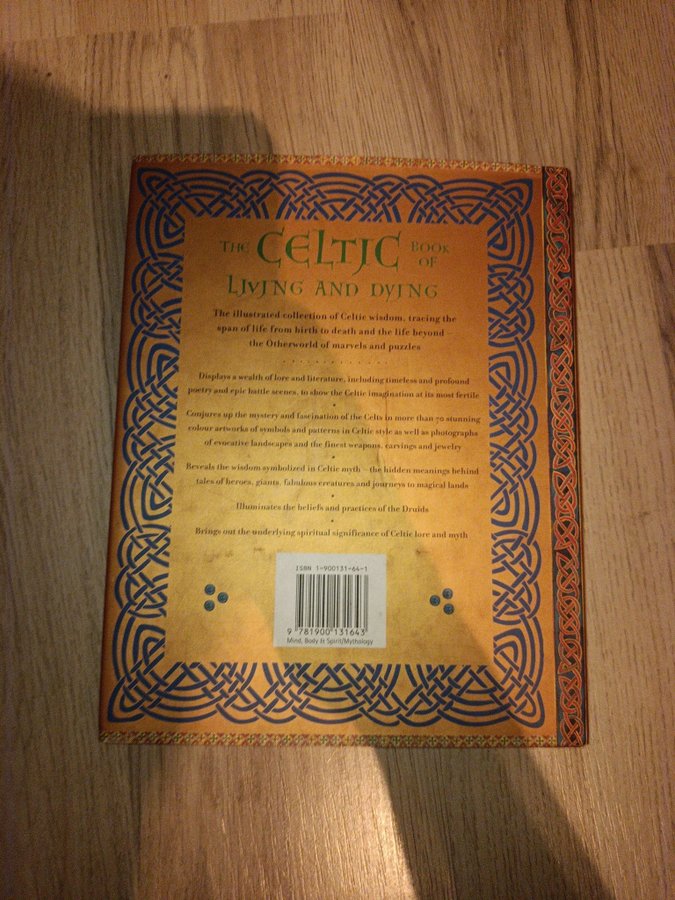 THE CELTIC BOOK OF
LIVING AND DYING
The illustrated collection of Celtic wisdom, tracing the
span of life from birth to death and the life beyond –
the Otherworld of marvels and puzzles
Displays a wealth of lore and literature, including timeless and profound
poetry and epic battle scenes, to show the Celtic imagination at its most fertile
Conjures up the mystery and fascination of the Celts in more than 70 stunning
colour artworks of symbols and patterns in Celtic style as well as photographs
of evocative landscapes and the finest weapons, carvings and jewelry
Reveals the wisdom symbolized in Celtic myth – the hidden meanings behind
tales of heroes, giants, fabulous creatures and journeys to magical lands
Illuminates the beliefs and practices of the Druids
Brings out the underlying spiritual significance of Celtic lore and myth
ISBN 1-900131-64-1
9 781900 131643
Mind, Body & Spirit/Mythology